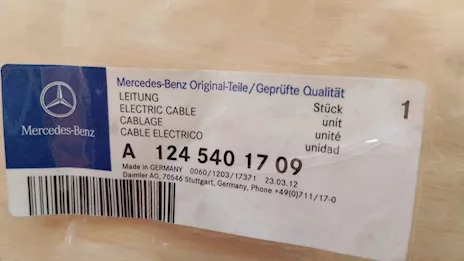 Mercedes-Benz Original-Teile/Geprüfte Qualität
LEITUNG Stück 1
ELECTRIC CABLE unit
CABLAGE unité
CABLE ELECTRICO unidad
Mercedes-Benz
A 124 540 17 09
Made in GERMANY 0060/1203/17371 23.03.12
Daimler AG, 70546 Stuttgart, Germany, Phone +49(0)711/17-0